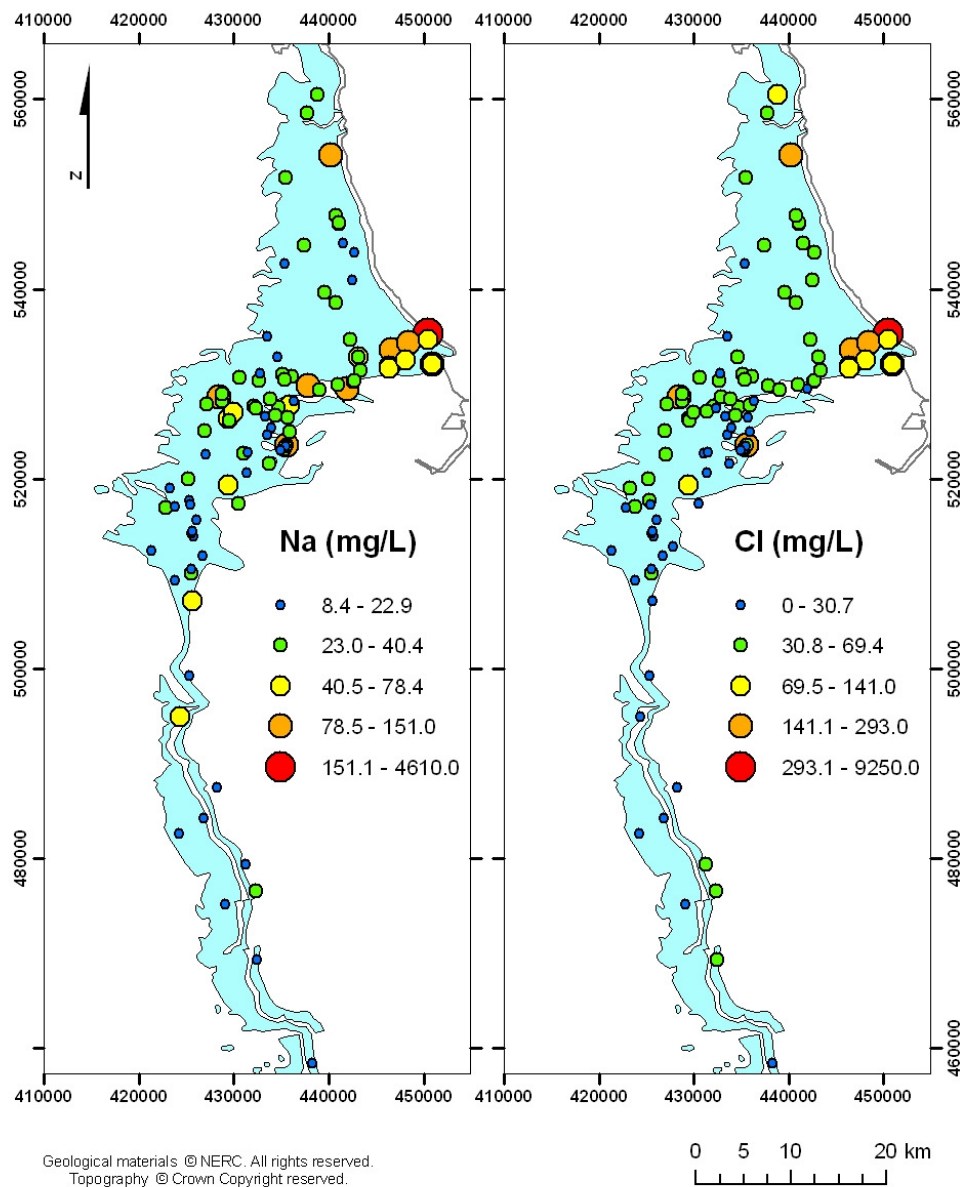 410000 420000 430000 440000 450000 410000 420000 430000 440000 450000
560000
540000
520000
500000
480000
460000
z
560000
540000
520000
500000
480000
460000
Na (mg/L)
8.4 - 22.9
23.0 - 40.4
40.5 - 78.4
78.5 - 151.0
151.1 - 4610.0
Cl (mg/L)
0 - 30.7
30.8 - 69.4
69.5 - 141.0
141.1 - 293.0
293.1 - 9250.0
410000 420000 430000 440000 450000 410000 420000 430000 440000 450000
Geological materials © NERC. All rights reserved.
Topography © Crown Copyright reserved.
0 5 10 20 km